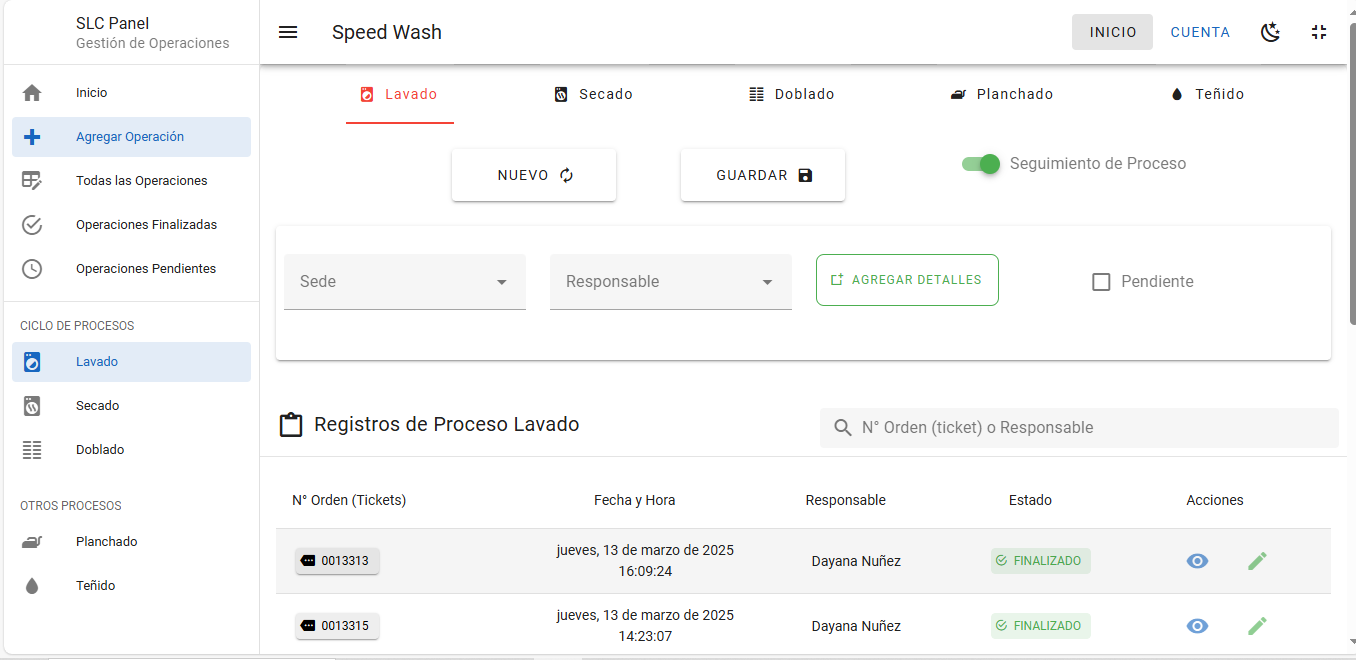 SLC Panel
Gestión de Operaciones
Speed Wash
INICIO
CUENTA
Inicio
Agregar Operación
Todas las Operaciones
Operaciones Finalizadas
Operaciones Pendientes
CICLO DE PROCESOS
Lavado
Secado
Doblado
OTROS PROCESOS
Planchado
Teñido
Lavado
Secado
Doblado
Planchado
Teñido
NUEVO
GUARDAR
Seguimiento de Proceso
Sede
Responsable
AGREGAR DETALLES
Pendiente
Registros de Proceso Lavado
N° Orden (ticket) o Responsable
N° Orden (Tickets)
Fecha y Hora
Responsable
Estado
Acciones
0013313
jueves, 13 de marzo de 2025
16:09:24
Dayana Nuñez
FINALIZADO
0013315
jueves, 13 de marzo de 2025
14:23:07
Dayana Nuñez
FINALIZADO